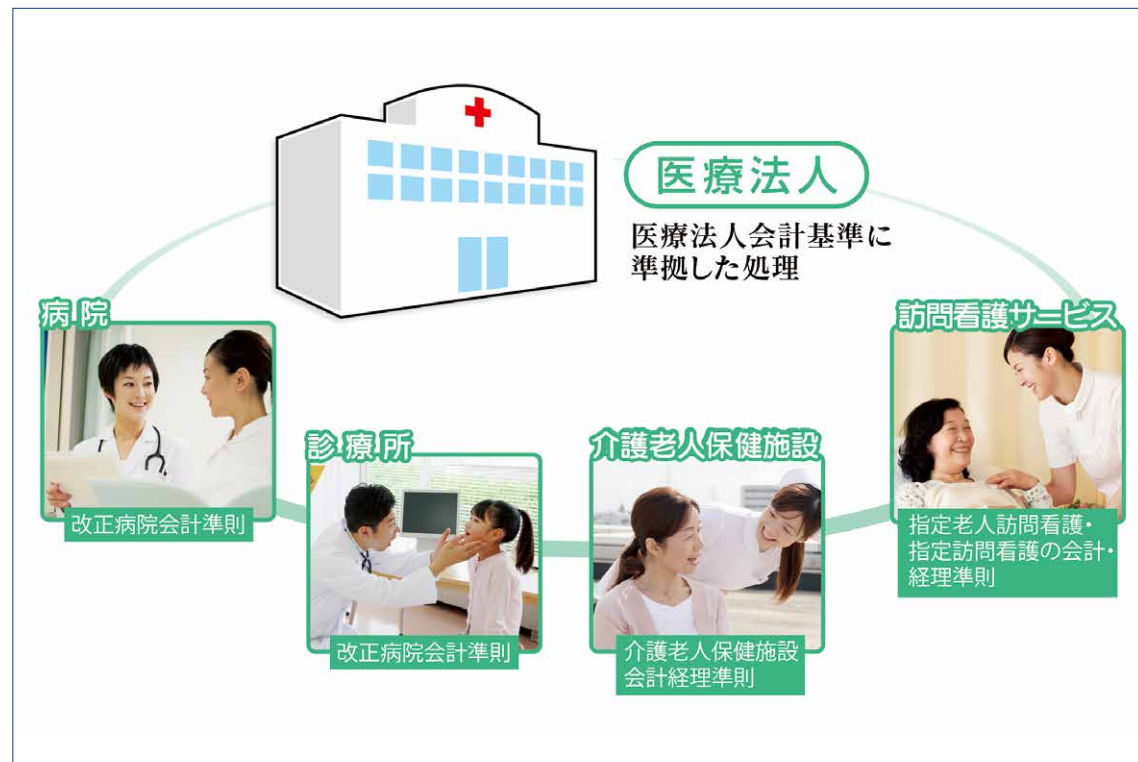 医療法人
医療法人会計基準に
準拠した処理
病院
改正病院会計準則
診療所
改正病院会計準則
介護老人保健施設
介護老人保健施設
会計経理準則
訪問看護サービス
指定老人訪問看護・
指定訪問看護の会計・
経理準則